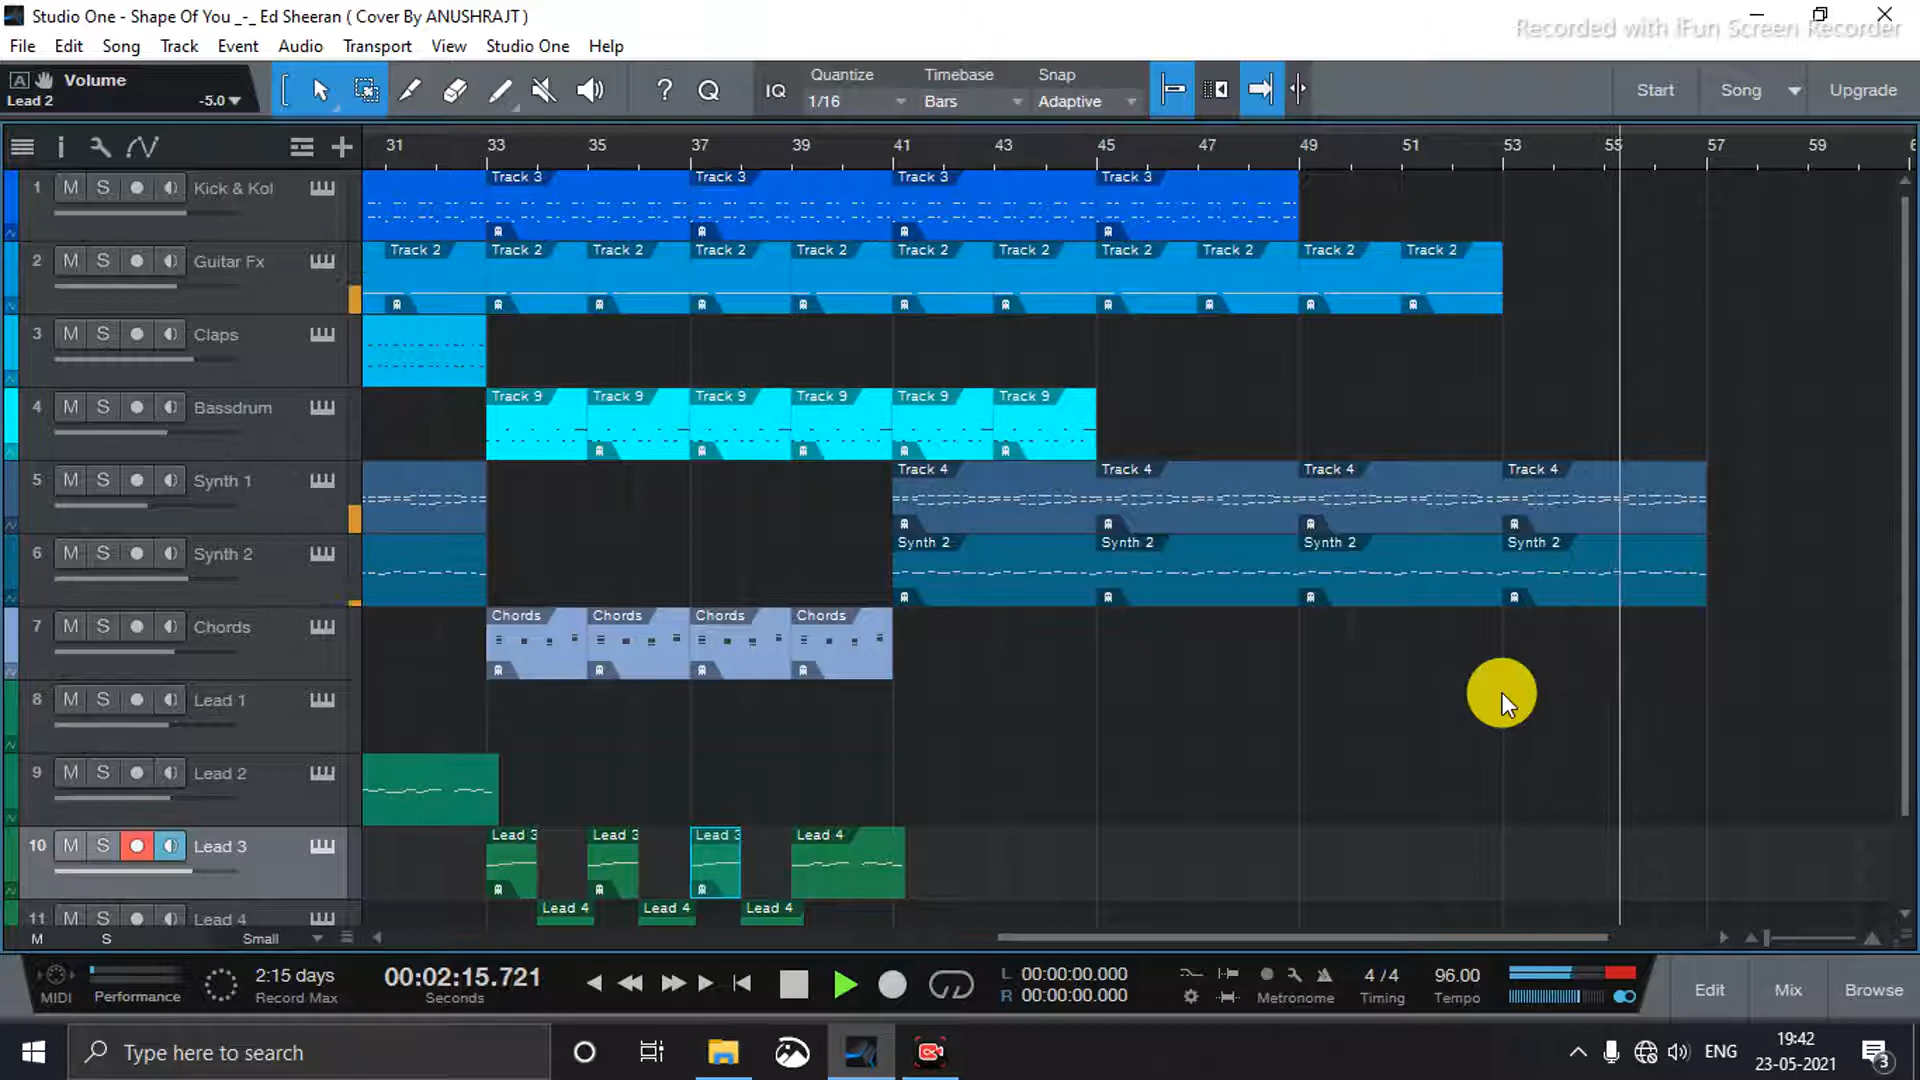 Studio One - Shape Of You _-_ Ed Sheeran ( Cover By ANUSHRAJT )
Recorded with iFun Screen Recorder
File Edit Song Track Event Audio Transport View Studio One Help
A Volume
Lead 2 -5.0
? Q IQ
Quantize Timebase Snap
1/16 Bars Adaptive
Start Song Upgrade
i 31 33 35 37 39 41 43 45 47 49 51 53 55 57 59
1 M S Kick & Kol
Track 3 Track 3 Track 3 Track 3
2 M S Guitar Fx
Track 2 Track 2 Track 2 Track 2 Track 2 Track 2 Track 2 Track 2 Track 2 Track 2 Track 2
3 M S Claps
4 M S Bassdrum
Track 9 Track 9 Track 9 Track 9 Track 9 Track 9
5 M S Synth 1
Track 4 Track 4 Track 4 Track 4
6 M S Synth 2
Synth 2 Synth 2 Synth 2 Synth 2
7 M S Chords
Chords Chords Chords Chords
8 M S Lead 1
9 M S Lead 2
10 M S Lead 3
Lead 3 Lead 3 Lead 3 Lead 4
11 M S Lead 4
Lead 4 Lead 4 Lead 4
M S Small
MIDI Performance
2:15 days
Record Max
00:02:15.721
Seconds
L 00:00:00.000
R 00:00:00.000
Metronome
4 / 4
Timing
96.00
Tempo
Edit Mix Browse
Type here to search
ENG
19:42
23-05-2021
3